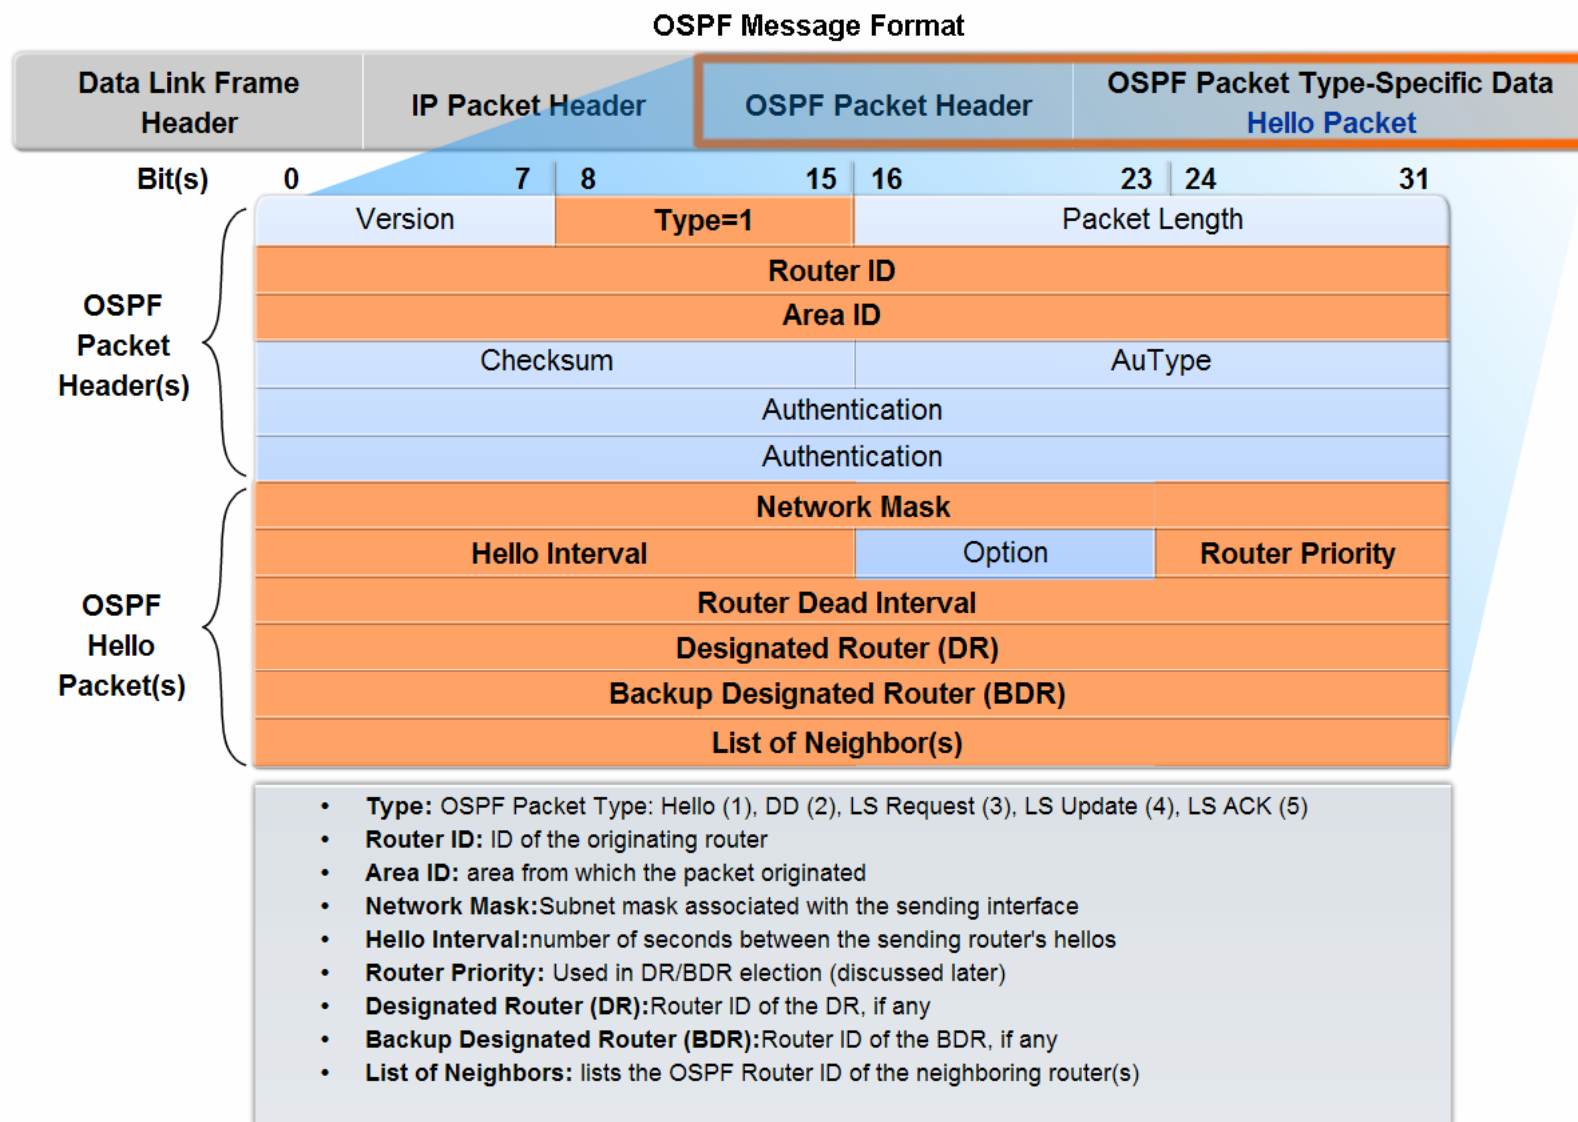 OSPF Message Format
Data Link Frame
Header
IP Packet Header
OSPF Packet Header
OSPF Packet Type-Specific Data
Hello Packet
Bit(s) 0 7 8 15 16 23 24 31
OSPF
Packet
Header(s)
Version Type=1 Packet Length
Router ID
Area ID
Checksum AuType
Authentication
Authentication
OSPF
Hello
Packet(s)
Network Mask
Hello Interval Option Router Priority
Router Dead Interval
Designated Router (DR)
Backup Designated Router (BDR)
List of Neighbor(s)
• Type: OSPF Packet Type: Hello (1), DD (2), LS Request (3), LS Update (4), LS ACK (5)
• Router ID: ID of the originating router
• Area ID: area from which the packet originated
• Network Mask:Subnet mask associated with the sending interface
• Hello Interval:number of seconds between the sending router's hellos
• Router Priority: Used in DR/BDR election (discussed later)
• Designated Router (DR):Router ID of the DR, if any
• Backup Designated Router (BDR):Router ID of the BDR, if any
• List of Neighbors: lists the OSPF Router ID of the neighboring router(s)